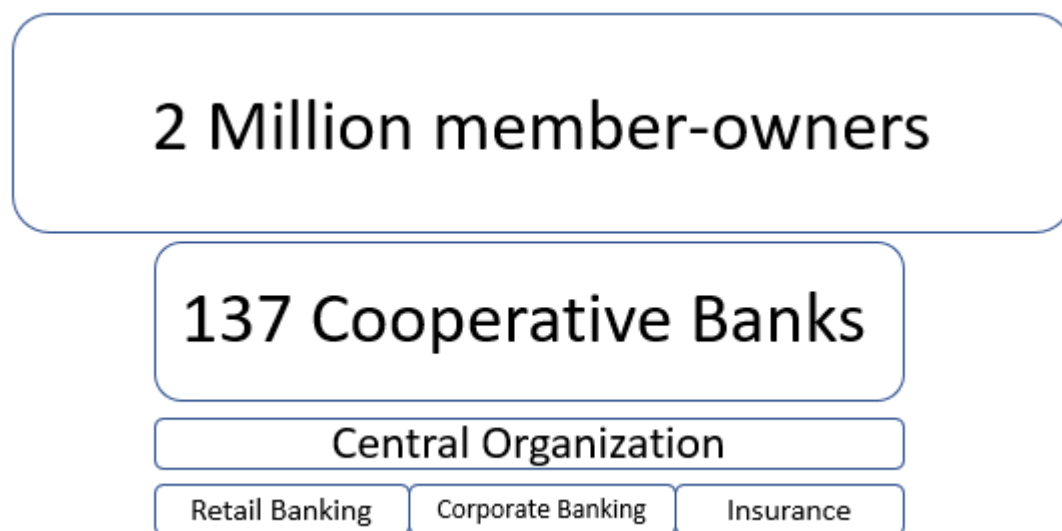 2 Million member-owners
137 Cooperative Banks
Central Organization
Retail Banking Corporate Banking Insurance